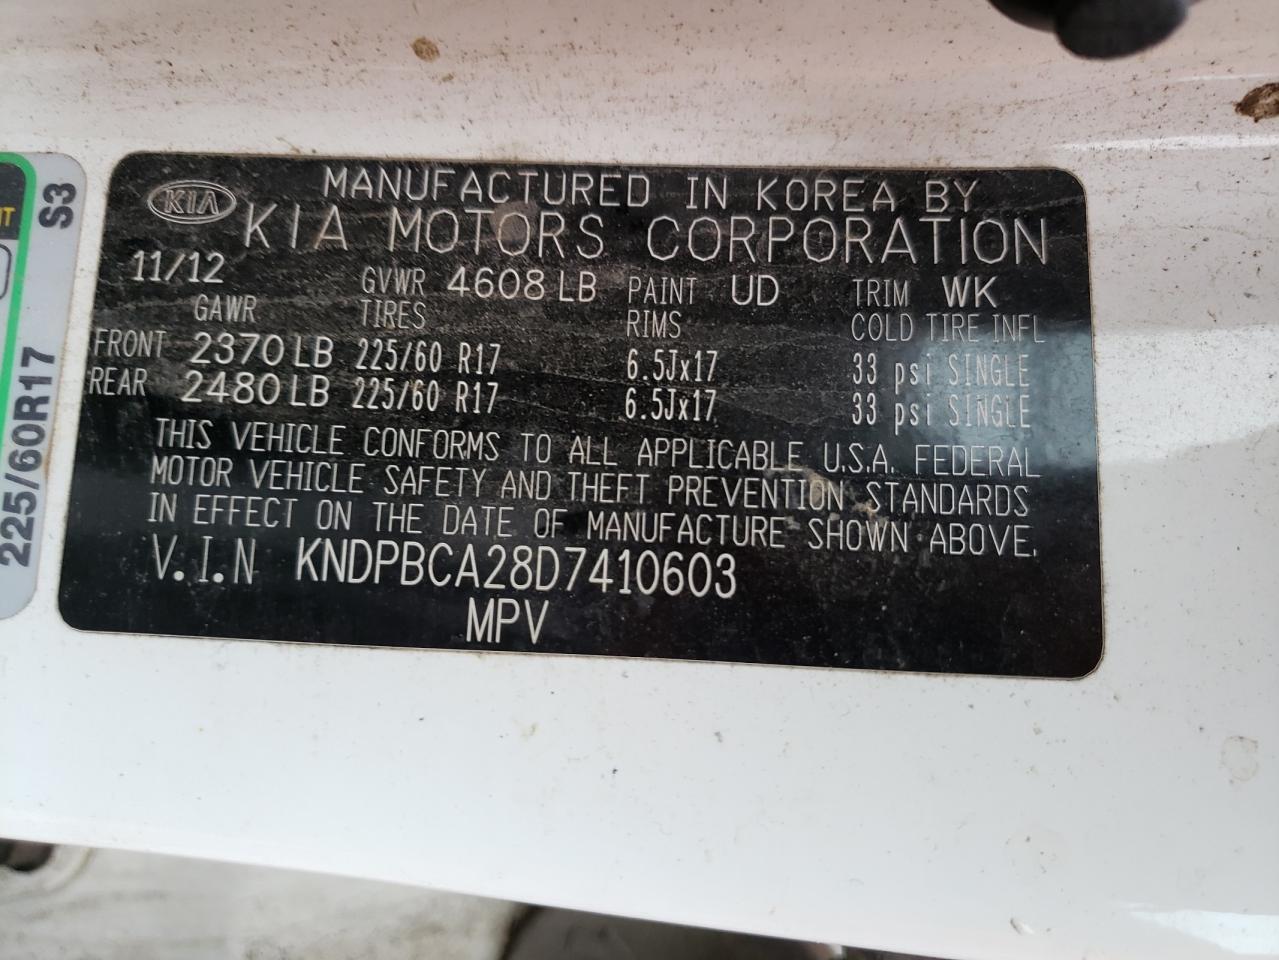 KIA
MANUFACTURED IN KOREA BY
KIA MOTORS CORPORATION
11/12 GVWR 4608 LB PAINT UD TRIM WK
GAWR TIRES RIMS COLD TIRE INFL
FRONT 2370 LB 225/60 R17 6.5Jx17 33 psi SINGLE
REAR 2480 LB 225/60 R17 6.5Jx17 33 psi SINGLE
THIS VEHICLE CONFORMS TO ALL APPLICABLE U.S.A. FEDERAL
MOTOR VEHICLE SAFETY AND THEFT PREVENTION STANDARDS
IN EFFECT ON THE DATE OF MANUFACTURE SHOWN ABOVE.
V.I.N KNDPBCA28D7410603
MPV
225/60R17 S3